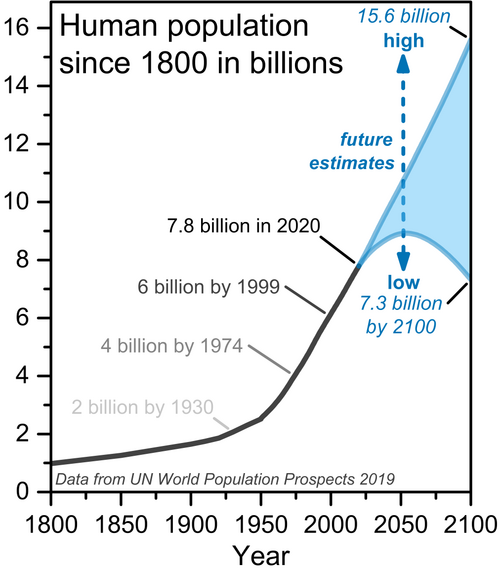 Human population
since 1800 in billions
15.6 billion
high
future
estimates
7.8 billion in 2020
6 billion by 1999
4 billion by 1974
2 billion by 1930
low
7.3 billion
by 2100
Data from UN World Population Prospects 2019
16
14
12
10
8
6
4
2
0
1800 1850 1900 1950 2000 2050 2100
Year